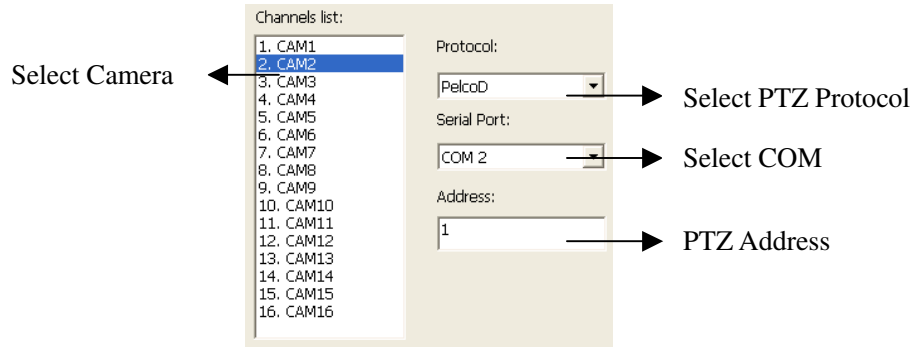 Channels list:
1. CAM1
2. CAM2
3. CAM3
4. CAM4
5. CAM5
6. CAM6
7. CAM7
8. CAM8
9. CAM9
10. CAM10
11. CAM11
12. CAM12
13. CAM13
14. CAM14
15. CAM15
16. CAM16
Select Camera
Protocol:
PelcoD
Select PTZ Protocol
Serial Port:
COM 2
Select COM
Address:
1
PTZ Address